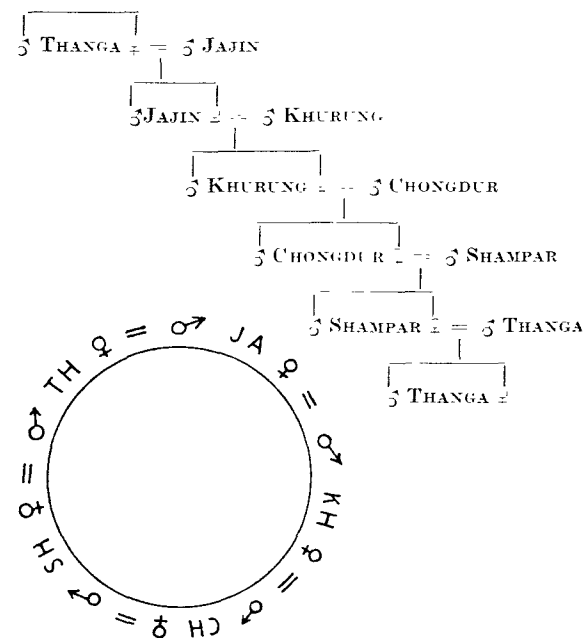 ♂ THANGA ♀ = ♂ JAJIN
♂ JAJIN ♀ = ♂ KHURUNG
♂ KHURUNG ♀ = ♂ CHONGDUR
♂ CHONGDUR ♀ = ♂ SHAMPAR
♂ SHAMPAR ♀ = ♂ THANGA
♂ THANGA ♀
TH ♀ = ♂ JA ♀ = ♂ KH ♀ = ♂ CH ♀ = ♂ SH ♀ = ♂